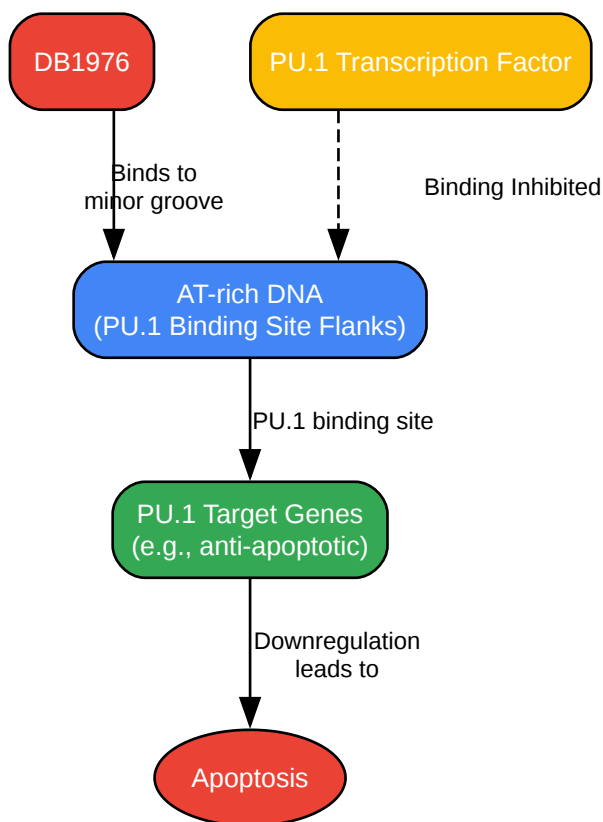 DB1976
PU.1 Transcription Factor
Binds to
minor groove
Binding Inhibited
AT-rich DNA
(PU.1 Binding Site Flanks)
PU.1 binding site
PU.1 Target Genes
(e.g., anti-apoptotic)
Downregulation
leads to
Apoptosis